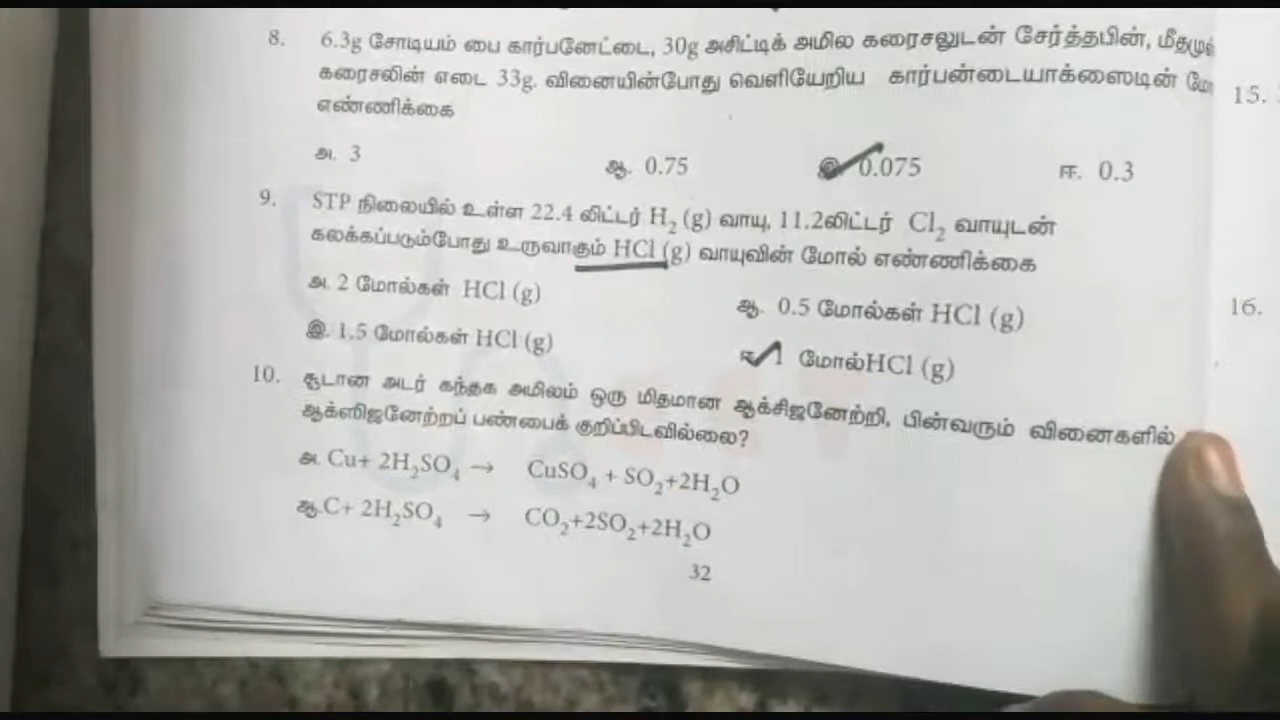 8. 6.3g சோடியம் பை கார்பனேட்டை, 30g அசிட்டிக் அமில கரைசலுடன் சேர்த்தபின்,
கரைசலின் எடை 33g. வினையின்போது வெளியேறிய கார்பன்டையாக்ஸைடின்
எண்ணிக்கை
அ. 3 ஆ. 0.75 இ. 0.075 ஈ. 0.3
9. STP நிலையில் உள்ள 22.4 லிட்டர் H₂ (g) வாயு, 11.2லிட்டர் Cl₂ வாயுடன்
கலக்கப்படும்போது உருவாகும் HCl (g) வாயுவின் மோல் எண்ணிக்கை
அ. 2 மோல்கள் HCl (g) ஆ. 0.5 மோல்கள் HCl (g)
இ. 1.5 மோல்கள் HCl (g) ஈ. 1 மோல்HCl (g)
10. சூடான அடர் கந்தக அமிலம் ஒரு மிதமான ஆக்சிஜனேற்றி, பின்வரும் வினைகளில்
ஆக்ஸிஜனேற்றப் பண்பைக் குறிப்பிடவில்லை?
அ. Cu+ 2H₂SO₄ → CuSO₄ + SO₂+2H₂O
ஆ.C+ 2H₂SO₄ → CO₂+2SO₂+2H₂O
32
15.
16.